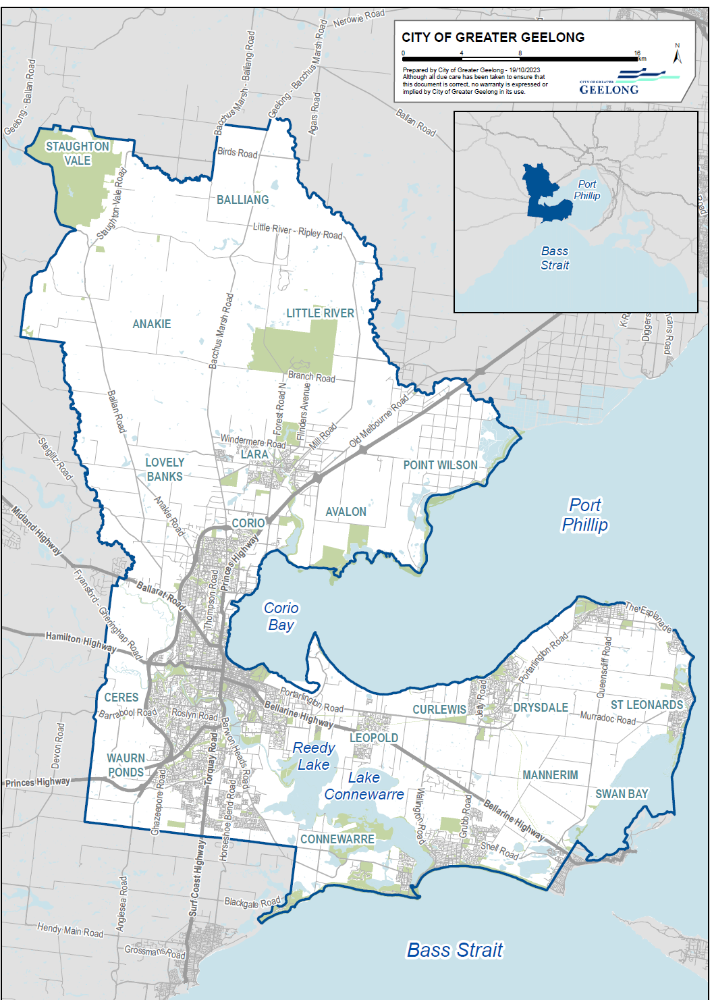 CITY OF GREATER GEELONG
0 4 8 16
km
N
Prepared by City of Greater Geelong - 19/10/2023
Although all due care has been taken to ensure that
this document is correct, no warranty is expressed or
implied by City of Greater Geelong in its use.
CITY OF GREATER
GEELONG
Port
Phillip
Bass
Strait
Nerowie Road
Geelong - Ballan Road
Bacchus Marsh - Balliang Road
Geelong - Bacchus Marsh Road
Agars Road
Ballan Road
STAUGHTON
VALE
Birds Road
Staughton Vale Road
BALLIANG
Little River - Ripley Road
ANAKIE
Bacchus Marsh Road
LITTLE RIVER
Diggers
ncans Road
Branch Road
Ballan Road
Forest Road N
Flinders Avenue
Old Melbourne Road
Mill Road
Windermere Road
LARA
Steiglitz Road
LOVELY
BANKS
POINT WILSON
Anakie Road
AVALON
Port
Phillip
Midland Highway
CORIO
Princes Highway
Thompson Road
Ballarat Road
Fyansford - Gheringhap Road
Corio
Bay
Hamilton Highway
The Esplanade
Portarlington Road
Queenscliff Road
CERES
Portarlington Road
Bellarine Highway
Barrabool Road
Roslyn Road
CURLEWIS
Jetty Road
DRYSDALE
ST LEONARDS
Murradoc Road
Devon Road
Barwon Heads Road
Torquay Road
LEOPOLD
Reedy
Lake
WAURN
PONDS
Lake
Connewarre
MANNERIM
Princes Highway
SWAN BAY
Ghazeepore Road
Horseshoe Bend Road
Wallington Road
Grubb Road
Bellarine Highway
CONNEWARRE
Shell Road
Surf Coast Highway
Anglesea Road
Blackgate Road
Hendy Main Road
Grossmans Road
Bass Strait